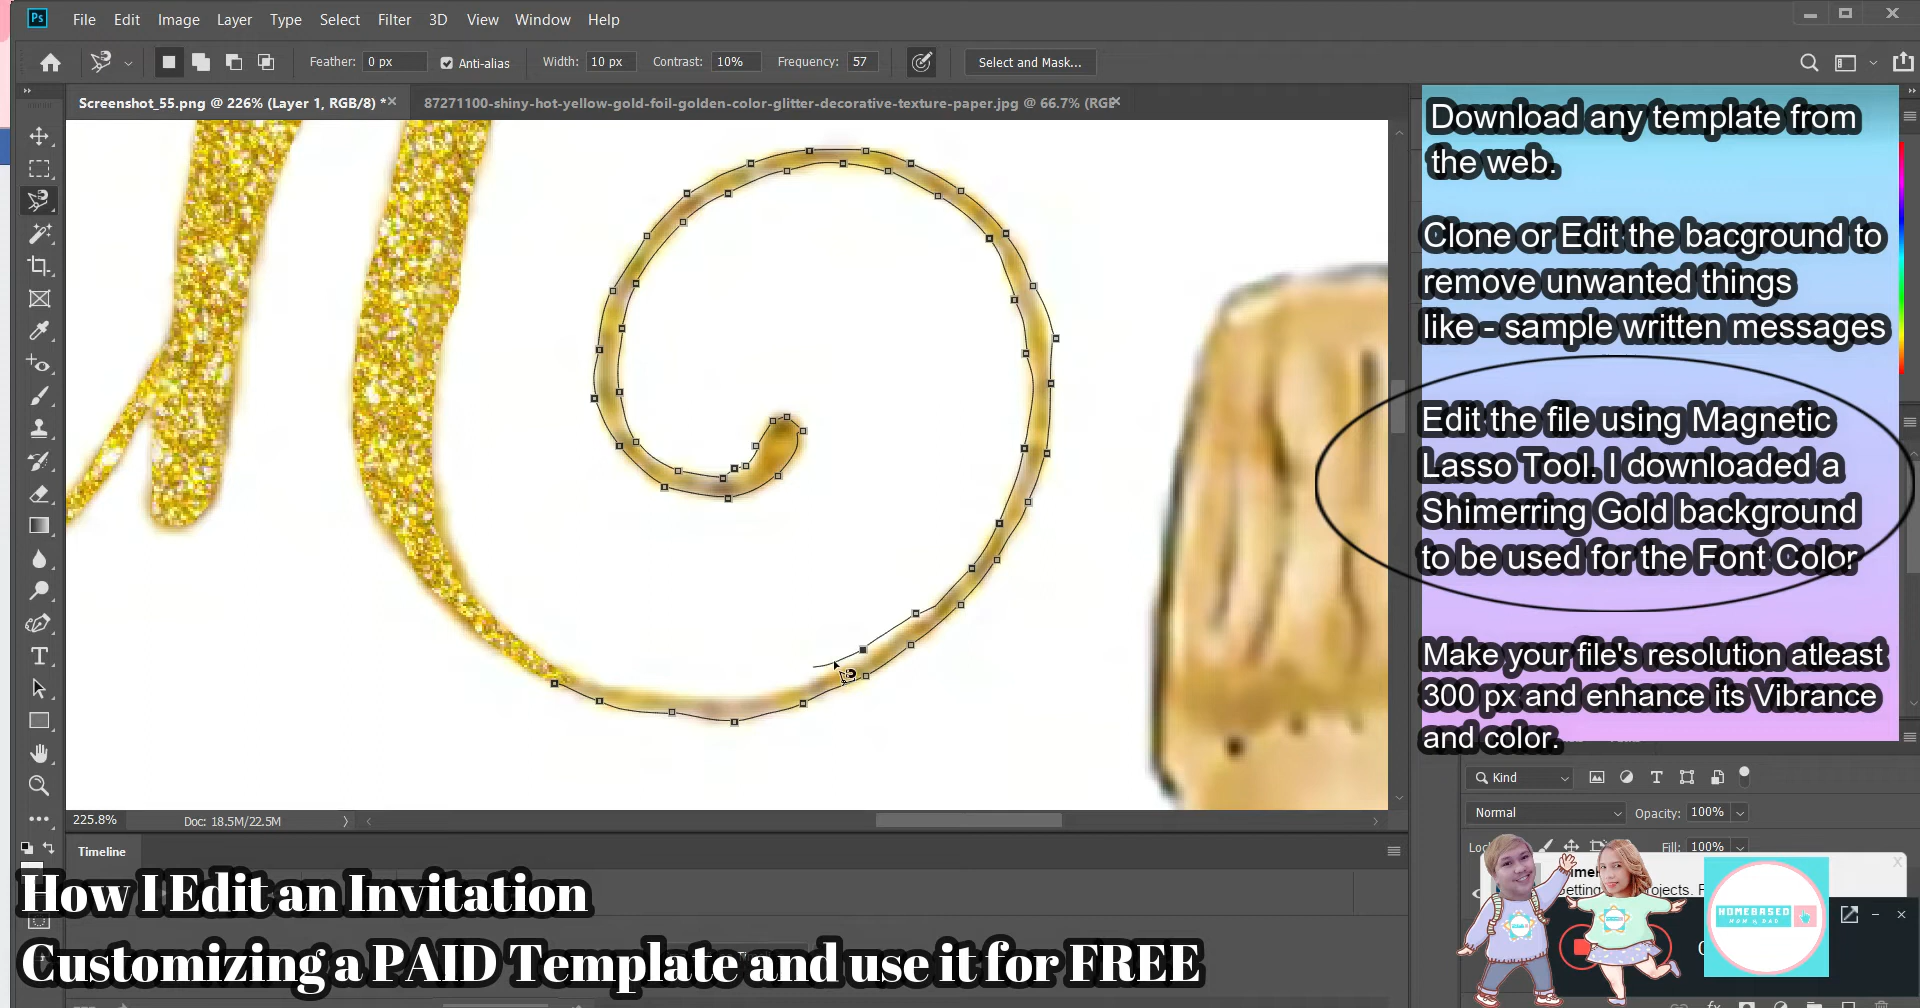 Ps File Edit Image Layer Type Select Filter 3D View Window Help
Feather: 0 px Anti-alias Width: 10 px Contrast: 10% Frequency: 57 Select and Mask...
Screenshot_55.png @ 226% (Layer 1, RGB/8) * 87271100-shiny-hot-yellow-gold-foil-golden-color-glitter-decorative-texture-paper.jpg @ 66.7% (RGB
Download any template from
the web.
Clone or Edit the bacground to
remove unwanted things
like - sample written messages
Edit the file using Magnetic
Lasso Tool. I downloaded a
Shimerring Gold background
to be used for the Font Color.
Make your file's resolution atleast
300 px and enhance its Vibrance
and color.
Kind
Normal Opacity: 100%
Fill: 100%
225.8% Doc: 18.5M/22.5M
Timeline
How I Edit an Invitation
Customizing a PAID Template and use it for FREE
HOMEBASED
MOM & DAD